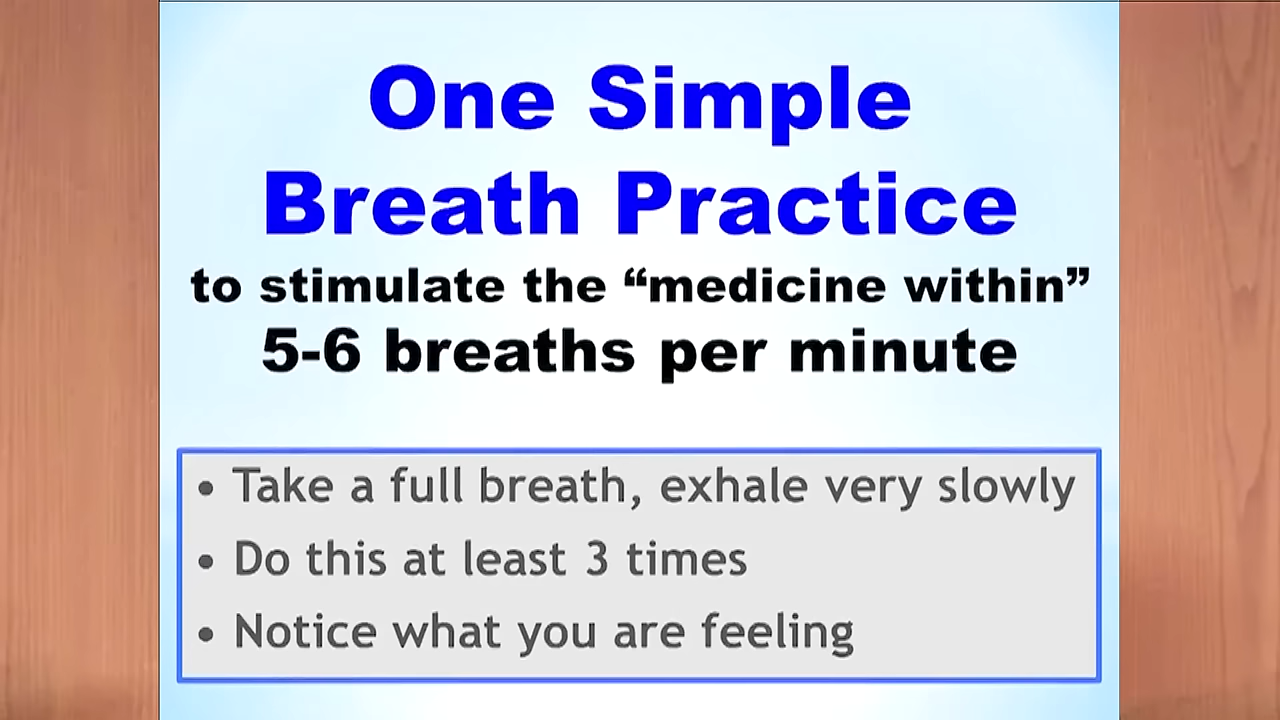 One Simple
Breath Practice
to stimulate the “medicine within”
5-6 breaths per minute
• Take a full breath, exhale very slowly
• Do this at least 3 times
• Notice what you are feeling